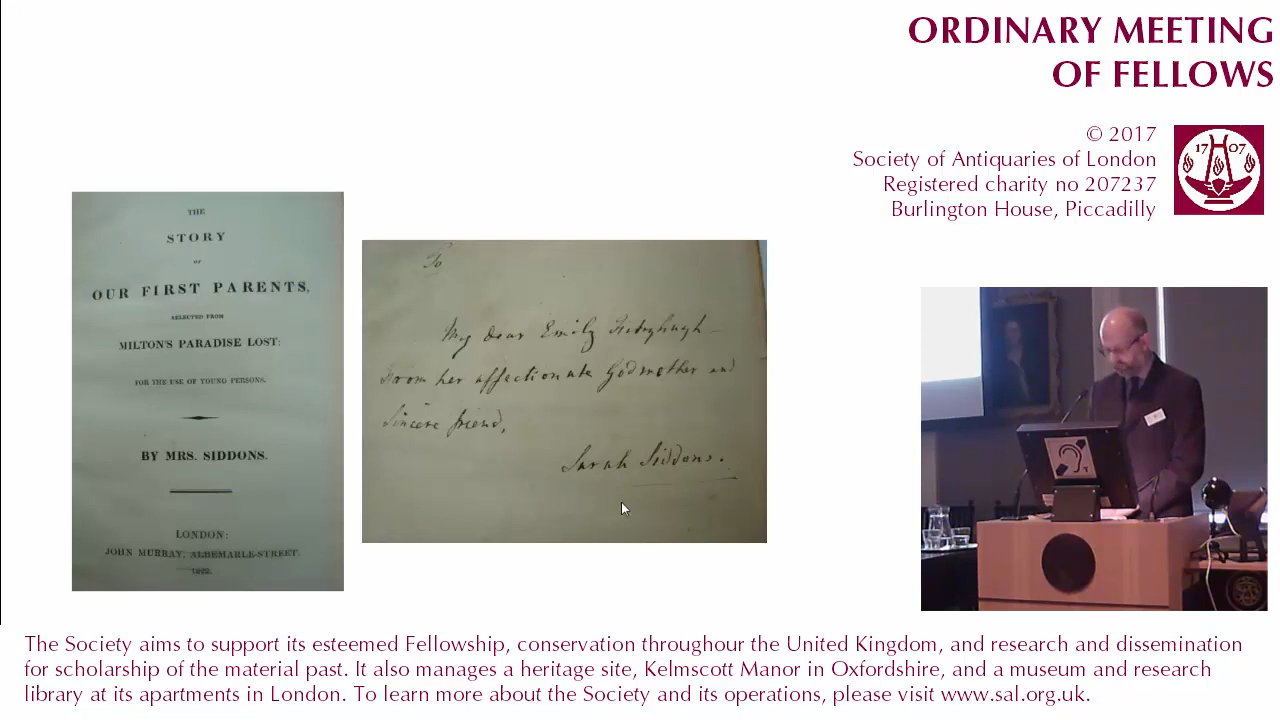 ORDINARY MEETING
OF FELLOWS
© 2017
Society of Antiquaries of London
Registered charity no 207237
Burlington House, Piccadilly
1707
THE
STORY
OF
OUR FIRST PARENTS,
SELECTED FROM
MILTON'S PARADISE LOST:
FOR THE USE OF YOUNG PERSONS.
BY MRS. SIDDONS.
LONDON:
JOHN MURRAY, ALBEMARLE-STREET.
1822.
To
My dear Emily Fitzhugh—
From her affectionate Godmother and
Sincere friend,
Sarah Siddons.
T
The Society aims to support its esteemed Fellowship, conservation throughour the United Kingdom, and research and dissemination
for scholarship of the material past. It also manages a heritage site, Kelmscott Manor in Oxfordshire, and a museum and research
library at its apartments in London. To learn more about the Society and its operations, please visit www.sal.org.uk.